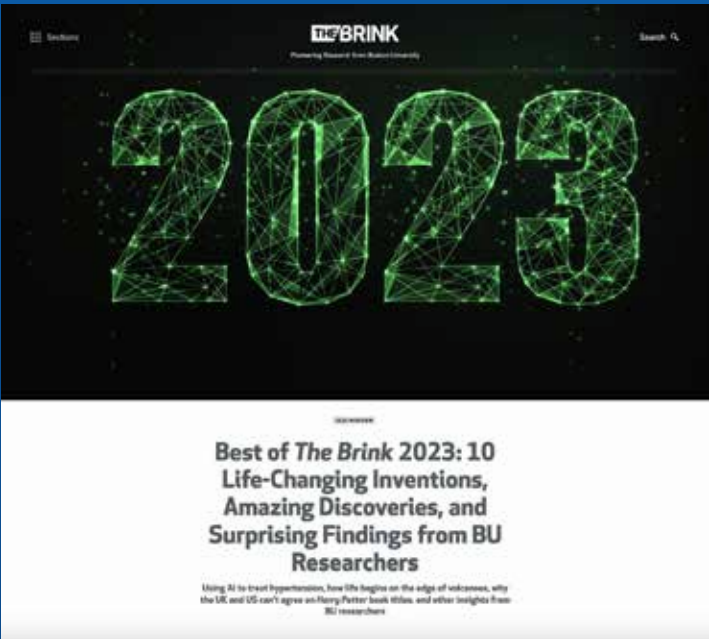 Sections
THE BRINK
Search
Pioneering Research from Boston University
2023
Best of The Brink 2023: 10
Life-Changing Inventions,
Amazing Discoveries, and
Surprising Findings from BU
Researchers
Using AI to treat hypertension, how life begins on the edge of volcanoes, why
the UK and US can't agree on Harry Potter book titles, and other insights from
BU researchers